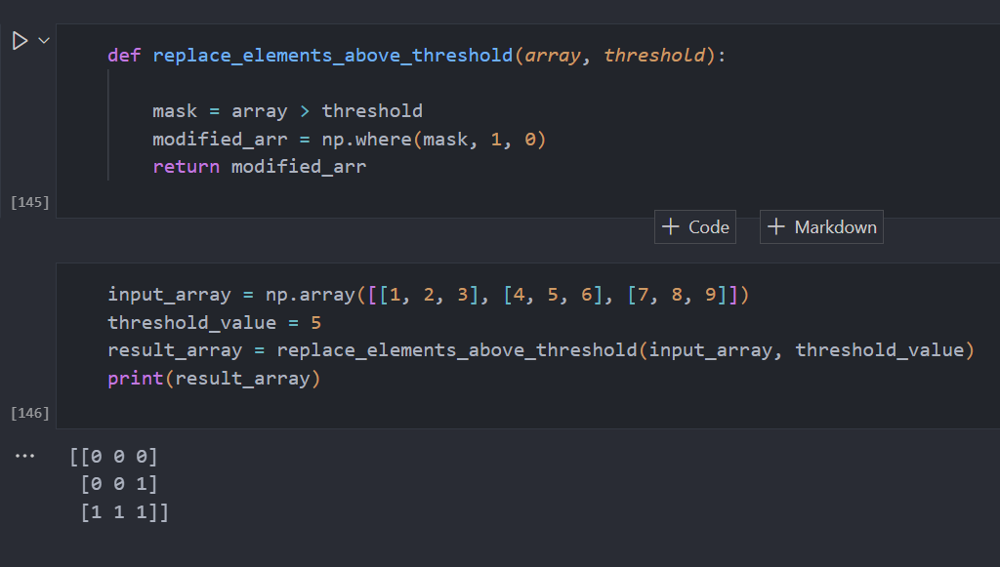 def replace_elements_above_threshold(array, threshold):
mask = array > threshold
modified_arr = np.where(mask, 1, 0)
return modified_arr
[145]
+ Code + Markdown
input_array = np.array([[1, 2, 3], [4, 5, 6], [7, 8, 9]])
threshold_value = 5
result_array = replace_elements_above_threshold(input_array, threshold_value)
print(result_array)
[146]
... [[0 0 0]
[0 0 1]
[1 1 1]]